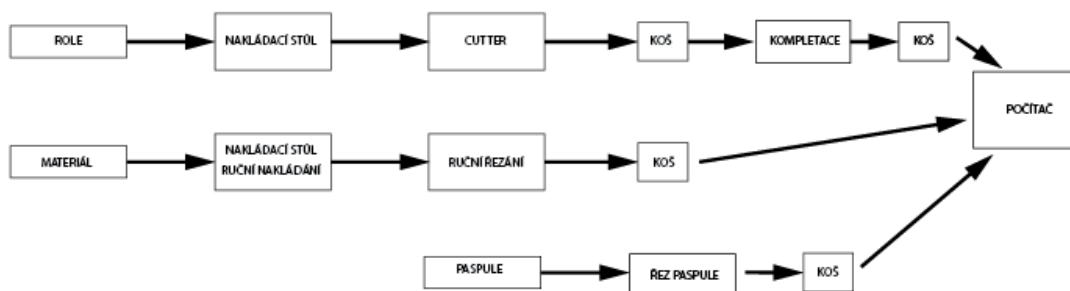 ROLE
NAKLÁDACÍ STŮL
CUTTER
KOŠ
KOMPLETACE
KOŠ
POČÍTAČ
MATERIÁL
NAKLÁDACÍ STŮL
RUČNÍ NAKLÁDÁNÍ
RUČNÍ ŘEZÁNÍ
KOŠ
PASPULE
ŘEZ PASPULE
KOŠ